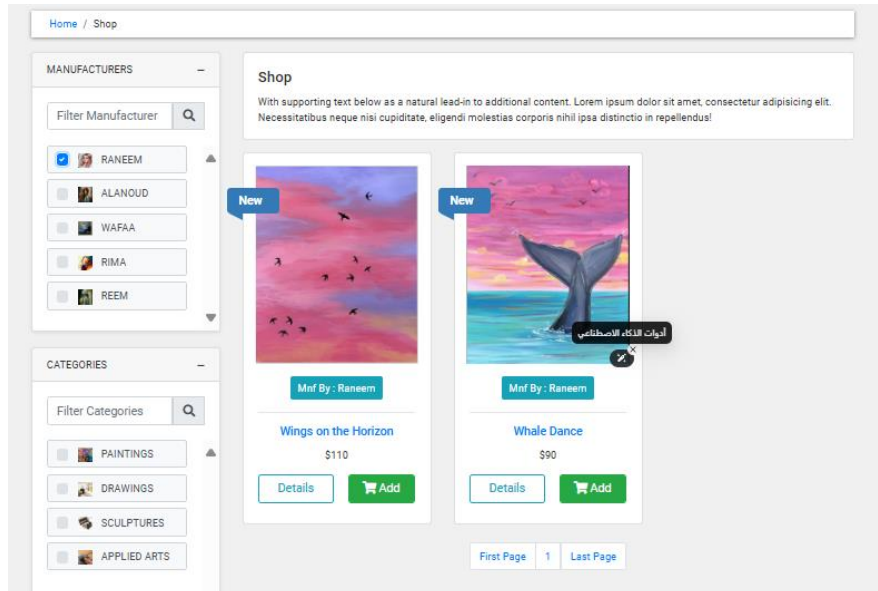 Home / Shop
MANUFACTURERS –
Filter Manufacturer
RANEEM
ALANOUD
WAFAA
RIMA
REEM
CATEGORIES –
Filter Categories
PAINTINGS
DRAWINGS
SCULPTURES
APPLIED ARTS
Shop
With supporting text below as a natural lead-in to additional content. Lorem ipsum dolor sit amet, consectetur adipisicing elit.
Necessitatibus neque nisi cupiditate, eligendi molestias corporis nihil ipsa distinctio in repellendus!
New
Mnf By : Raneem
Wings on the Horizon
$110
Details Add
New
أدوات الذكاء الاصطناعي
Mnf By : Raneem
Whale Dance
$90
Details Add
First Page 1 Last Page